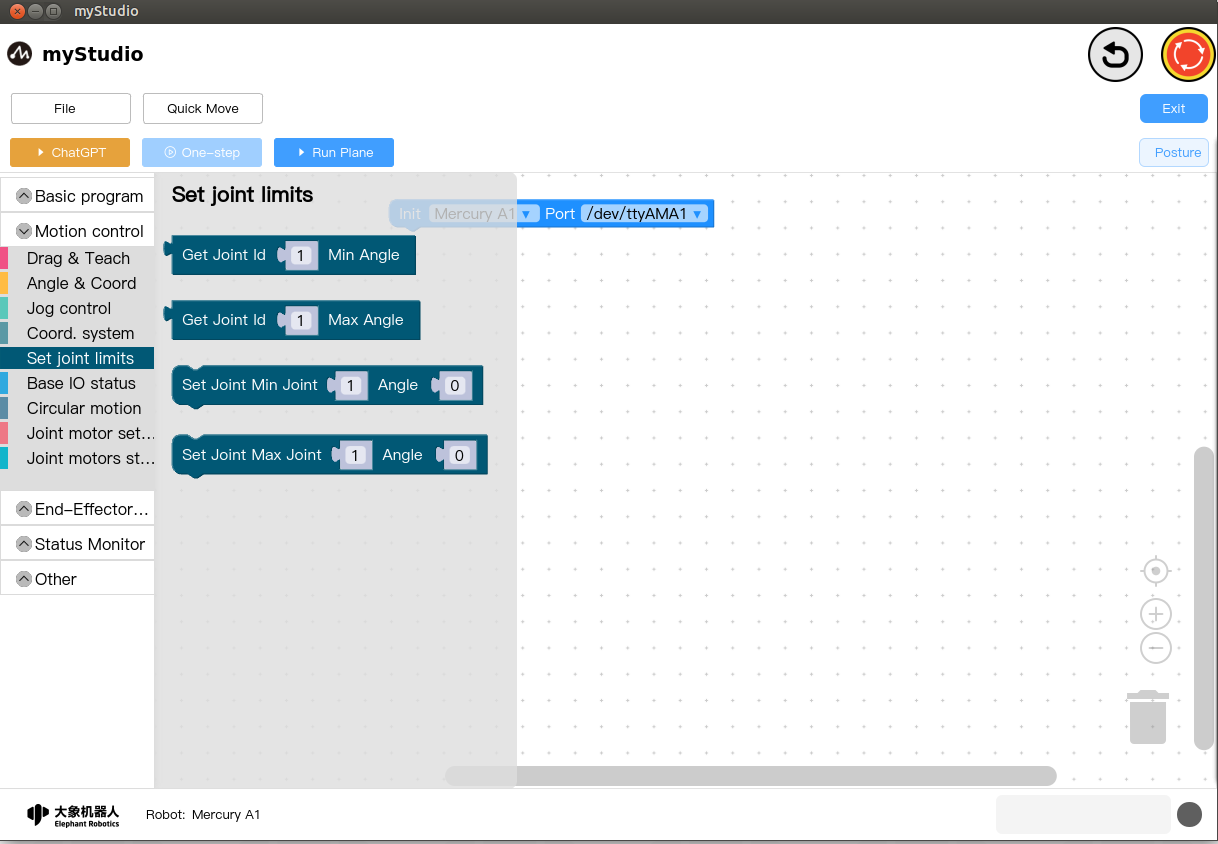 myStudio
myStudio
File
Quick Move
Exit
ChatGPT
One-step
Run Plane
Posture
Basic program
Motion control
Drag & Teach
Angle & Coord
Jog control
Coord. system
Set joint limits
Base IO status
Circular motion
Joint motor set...
Joint motors st...
End-Effector...
Status Monitor
Other
Set joint limits
Init Mercury A1 ▼ Port /dev/ttyAMA1 ▼
Get Joint Id 1 Min Angle
Get Joint Id 1 Max Angle
Set Joint Min Joint 1 Angle 0
Set Joint Max Joint 1 Angle 0
大象机器人
Elephant Robotics
Robot: Mercury A1